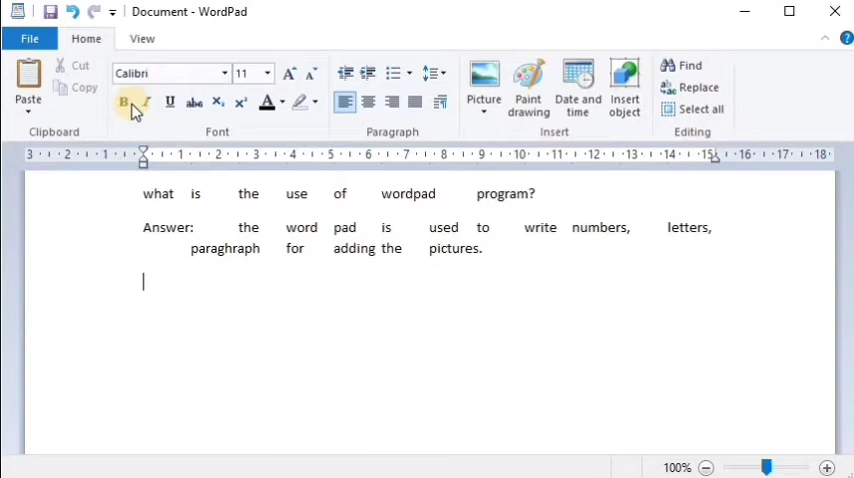 Document - WordPad
File Home View
Cut
Copy
Paste
Clipboard
Calibri 11
A A
B I U abc X₂ X² A
Font
Paragraph
Picture
Paint drawing
Date and time
Insert object
Insert
Find
Replace
Select all
Editing
3 2 1 1 2 3 4 5 6 7 8 9 10 11 12 13 14 15 16 17 18
what is the use of wordpad program?
Answer: the word pad is used to write numbers, letters,
paraghraph for adding the pictures.
100%